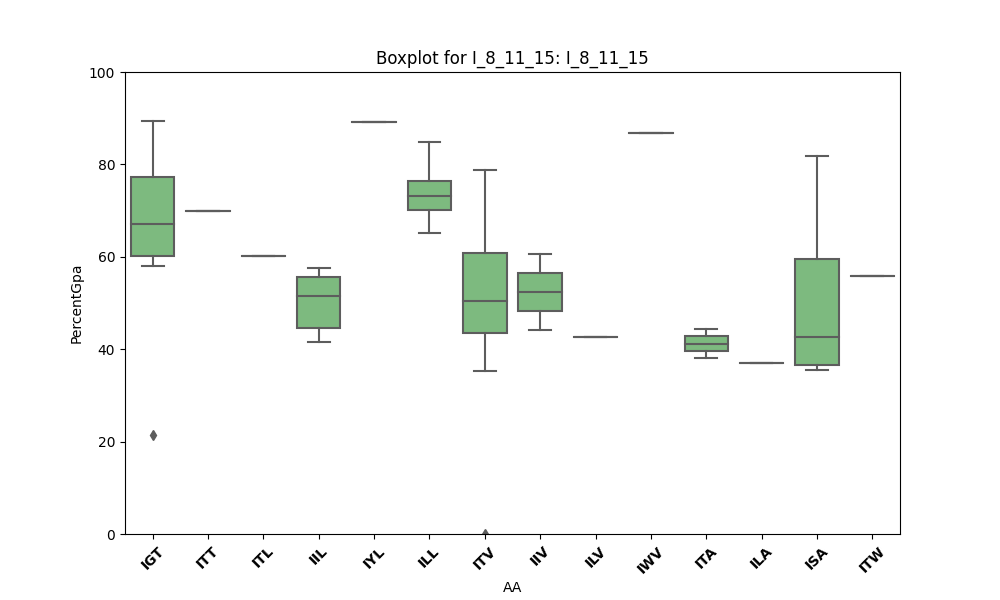 Boxplot for I_8_11_15: I_8_11_15
100
80
60
40
20
0
PercentGpa
IGT ITT ITL IIL IYL ILL ITV IIV ILV IWV ITA ILA ISA ITW
AA